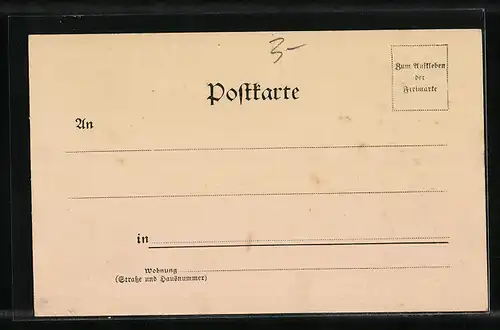 3-
Postkarte
Zum Aufkleben
der
Freimarke
An
in
Wohnung
(Straße und Hausnummer)